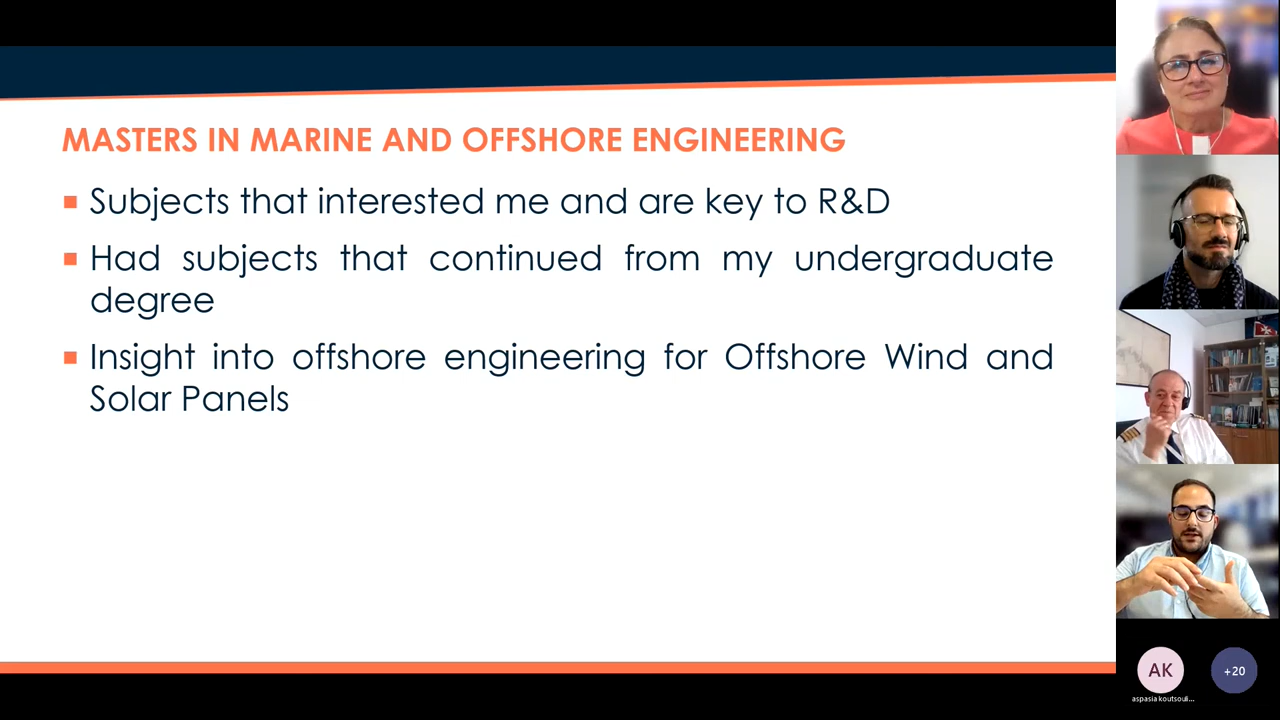 MASTERS IN MARINE AND OFFSHORE ENGINEERING
Subjects that interested me and are key to R&D
Had subjects that continued from my undergraduate
degree
Insight into offshore engineering for Offshore Wind and
Solar Panels
AK
+20
aspasia koutsouli...